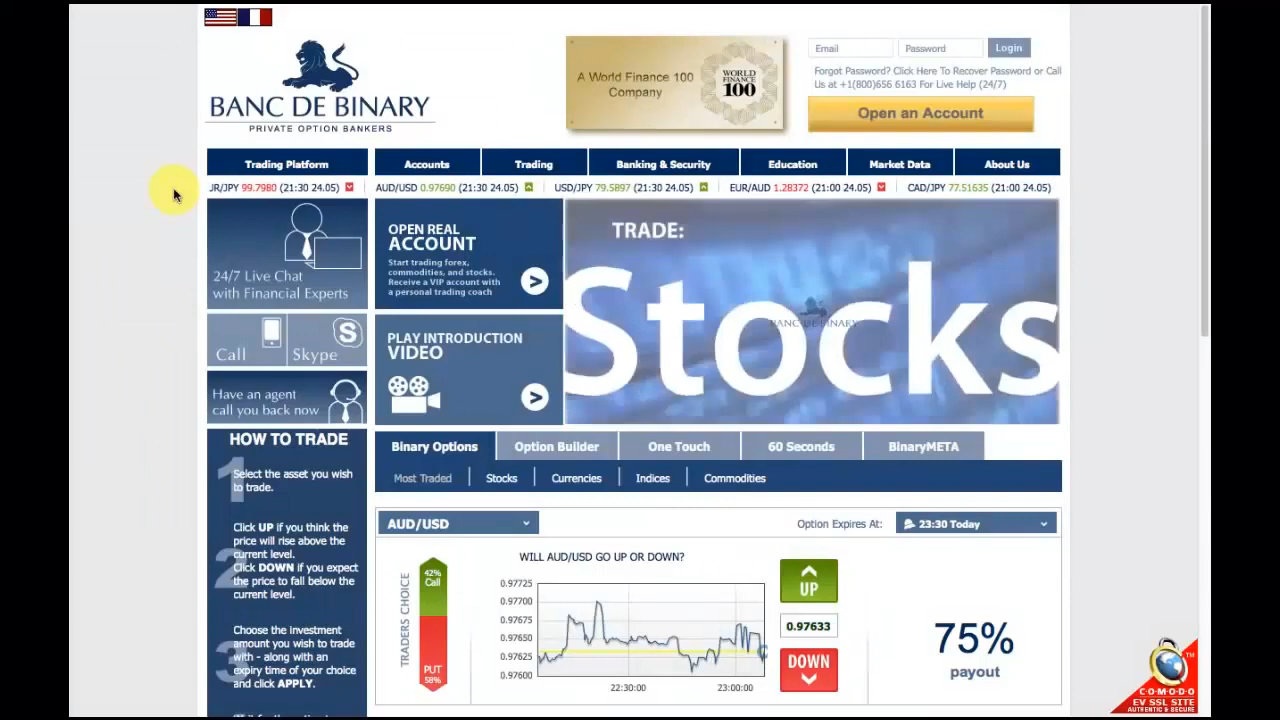 BANC DE BINARY
PRIVATE OPTION BANKERS
A World Finance 100
Company
WORLD
FINANCE
100
Email
Password
Login
Forgot Password? Click Here To Recover Password or Call
Us at +1(800)656 6163 For Live Help (24/7)
Open an Account
Trading Platform
Accounts
Trading
Banking & Security
Education
Market Data
About Us
JR/JPY 99.7980 (21:30 24.05)
AUD/USD 0.97690 (21:30 24.05)
USD/JPY 79.5897 (21:30 24.05)
EUR/AUD 1.28372 (21:00 24.05)
CAD/JPY 77.51635 (21:00 24.05)
24/7 Live Chat
with Financial Experts
Call
Skype
Have an agent
call you back now
OPEN REAL
ACCOUNT
Start trading forex,
commodities, and stocks.
Receive a VIP account with
a personal trading coach
PLAY INTRODUCTION
VIDEO
TRADE:
Stocks
BANC DE BINARY
HOW TO TRADE
1
Select the asset you wish
to trade.
2
Click UP if you think the
price will rise above the
current level.
Click DOWN if you expect
the price to fall below the
current level.
3
Choose the investment
amount you wish to trade
with - along with an
expiry time of your choice
and click APPLY.
Binary Options
Option Builder
One Touch
60 Seconds
BinaryMETA
Most Traded
Stocks
Currencies
Indices
Commodities
AUD/USD
Option Expires At:
23:30 Today
TRADERS CHOICE
42%
Call
PUT
58%
WILL AUD/USD GO UP OR DOWN?
0.97725
0.97700
0.97650
0.97625
0.97600
22:30:00
23:00:00
UP
0.97633
DOWN
75%
payout
COMODO
EV SSL SITE
AUTHENTIC & SECURE
TM